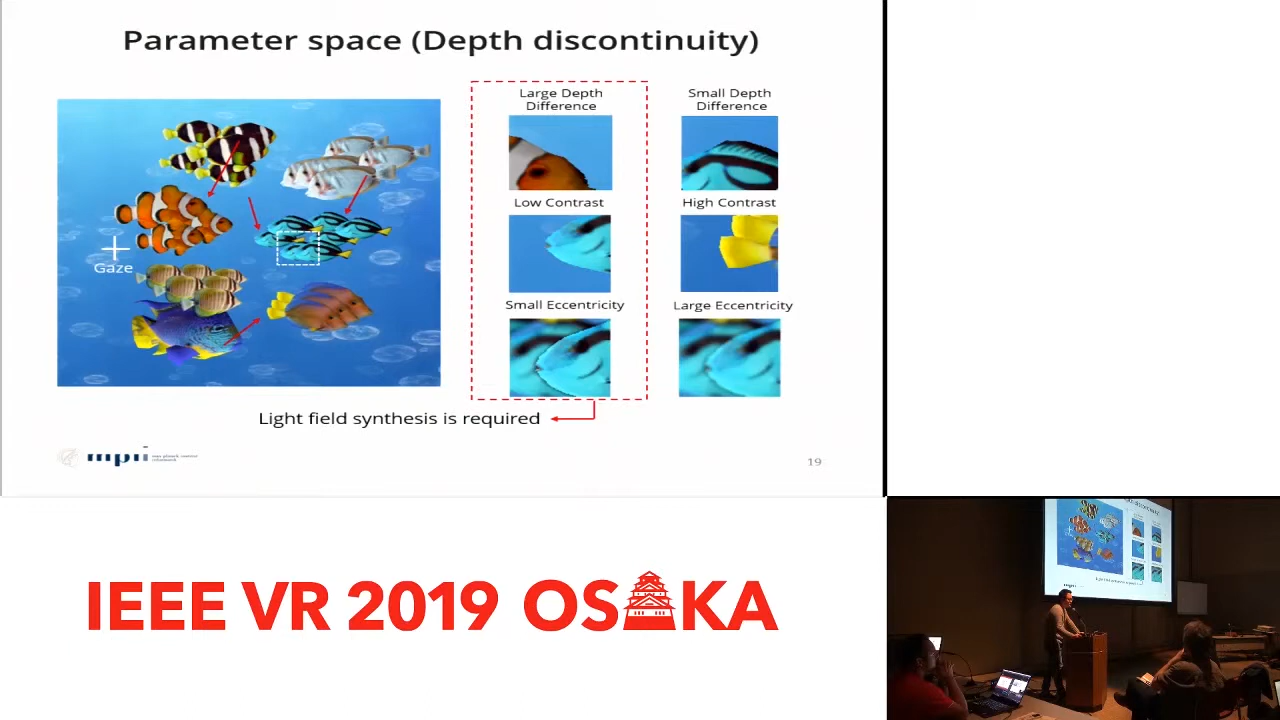 Parameter space (Depth discontinuity)
Large Depth
Difference
Small Depth
Difference
Low Contrast
High Contrast
Small Eccentricity
Large Eccentricity
Gaze
Light field synthesis is required
mpii
19
IEEE VR 2019 OSAKA